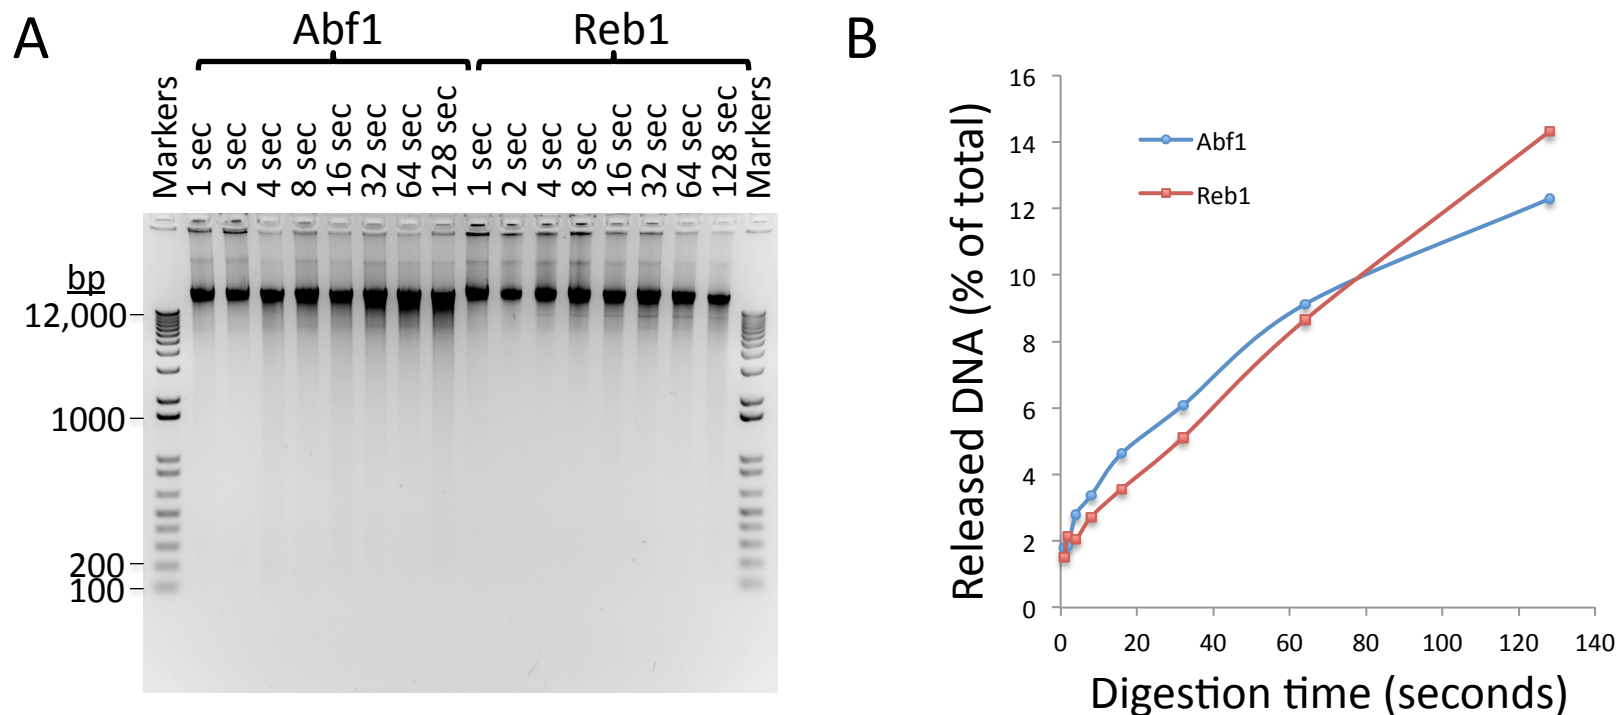 A
Abf1
Reb1
Markers
1 sec
2 sec
4 sec
8 sec
16 sec
32 sec
64 sec
128 sec
1 sec
2 sec
4 sec
8 sec
16 sec
32 sec
64 sec
128 sec
Markers
bp
12,000
1000
200
100
B
Released DNA (% of total)
16
14
12
10
8
6
4
2
0
Abf1
Reb1
0 20 40 60 80 100 120 140
Digestion time (seconds)